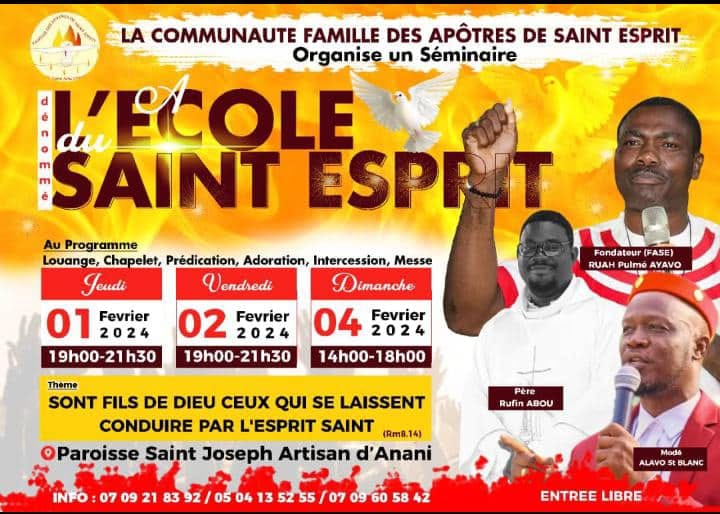 LA COMMUNAUTE FAMILLE DES APÔTRES DE SAINT ESPRIT
Organise un Séminaire
dénommé
A
L'ECOLE
du
SAINT ESPRIT
Au Programme
Louange, Chapelet, Prédication, Adoration, Intercession, Messe
Jeudi
01 Fevrier 2024
19h00-21h30
Vendredi
02 Fevrier 2024
19h00-21h30
Dimanche
04 Fevrier 2024
14h00-18h00
Thème
SONT FILS DE DIEU CEUX QUI SE LAISSENT
CONDUIRE PAR L'ESPRIT SAINT (Rm8.14)
Paroisse Saint Joseph Artisan d'Anani
INFO : 07 09 21 83 92 / 05 04 13 52 55 / 07 09 60 58 42
ENTREE LIBRE
Fondateur (FASE)
RUAH Pulmé AYAVO
Père
Rufin ABOU
Modé
ALAVO St BLANC